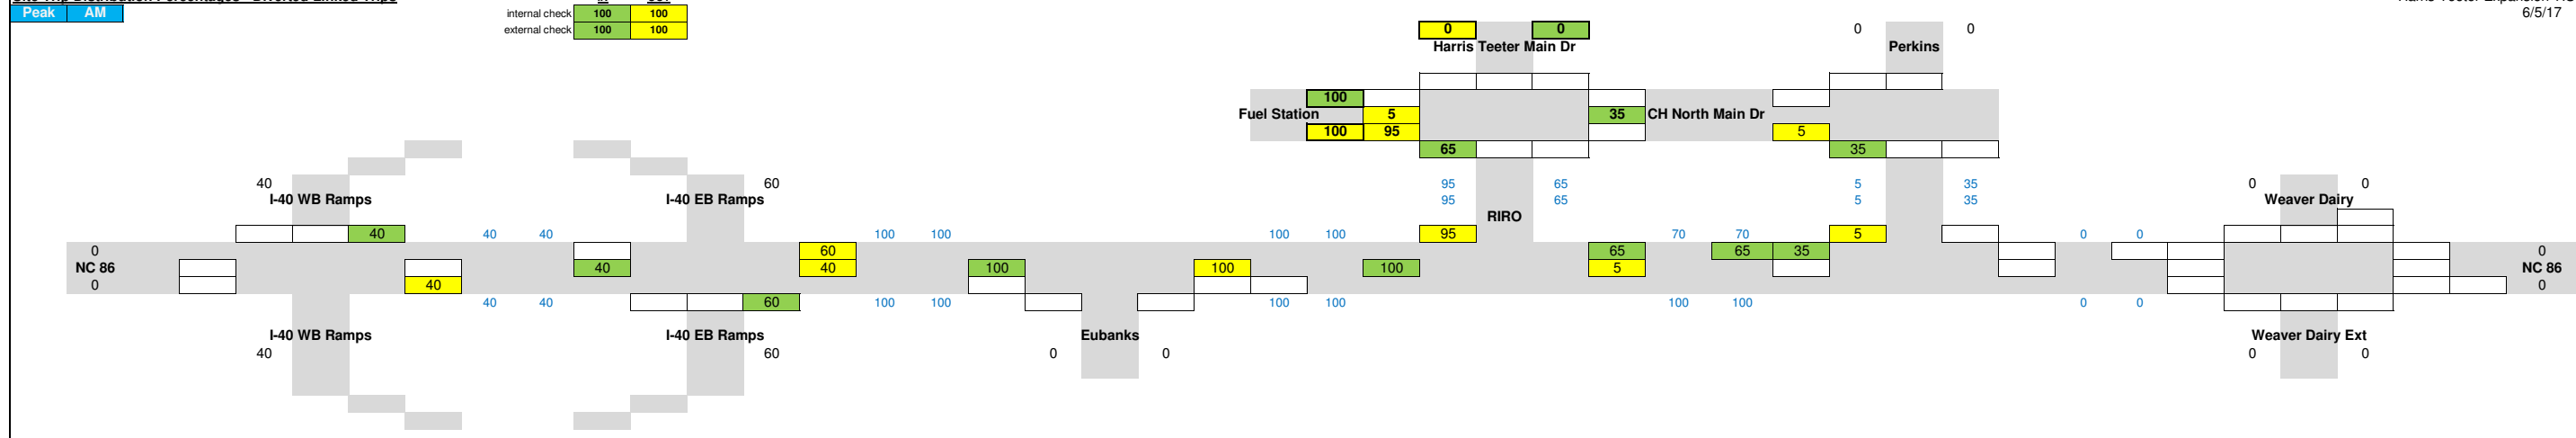 Peak AM
6/5/17
internal check 100 100
external check 100 100
0 0 0 0
Harris Teeter Main Dr Perkins
100
Fuel Station 5 35 CH North Main Dr
100 95 5
65 35
40 60 95 65 5 35 0 0
I-40 WB Ramps I-40 EB Ramps 95 65 5 35 Weaver Dairy
RIRO
40 40 40 100 100 100 100 95 70 70 5 0 0
0 60 65 65 35 0
NC 86 40 40 100 100 100 5 NC 86
0 40 0
40 40 60 100 100 100 100 100 100 0 0
I-40 WB Ramps I-40 EB Ramps Eubanks Weaver Dairy Ext
40 60 0 0 0 0